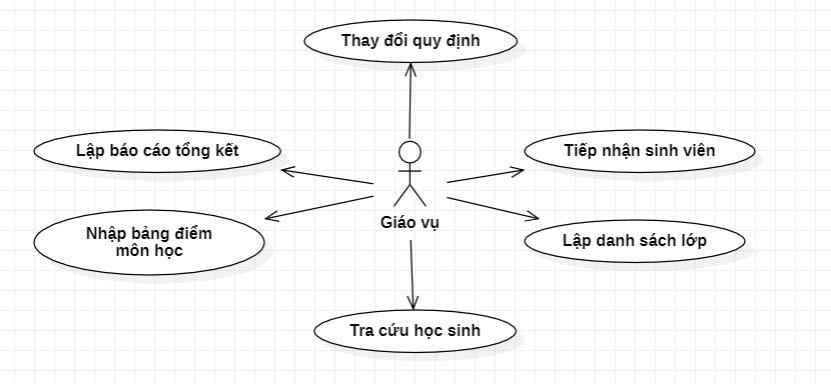 Thay đổi quy định
Lập báo cáo tổng kết
Tiếp nhận sinh viên
Giáo vụ
Nhập bảng điểm
môn học
Lập danh sách lớp
Tra cứu học sinh